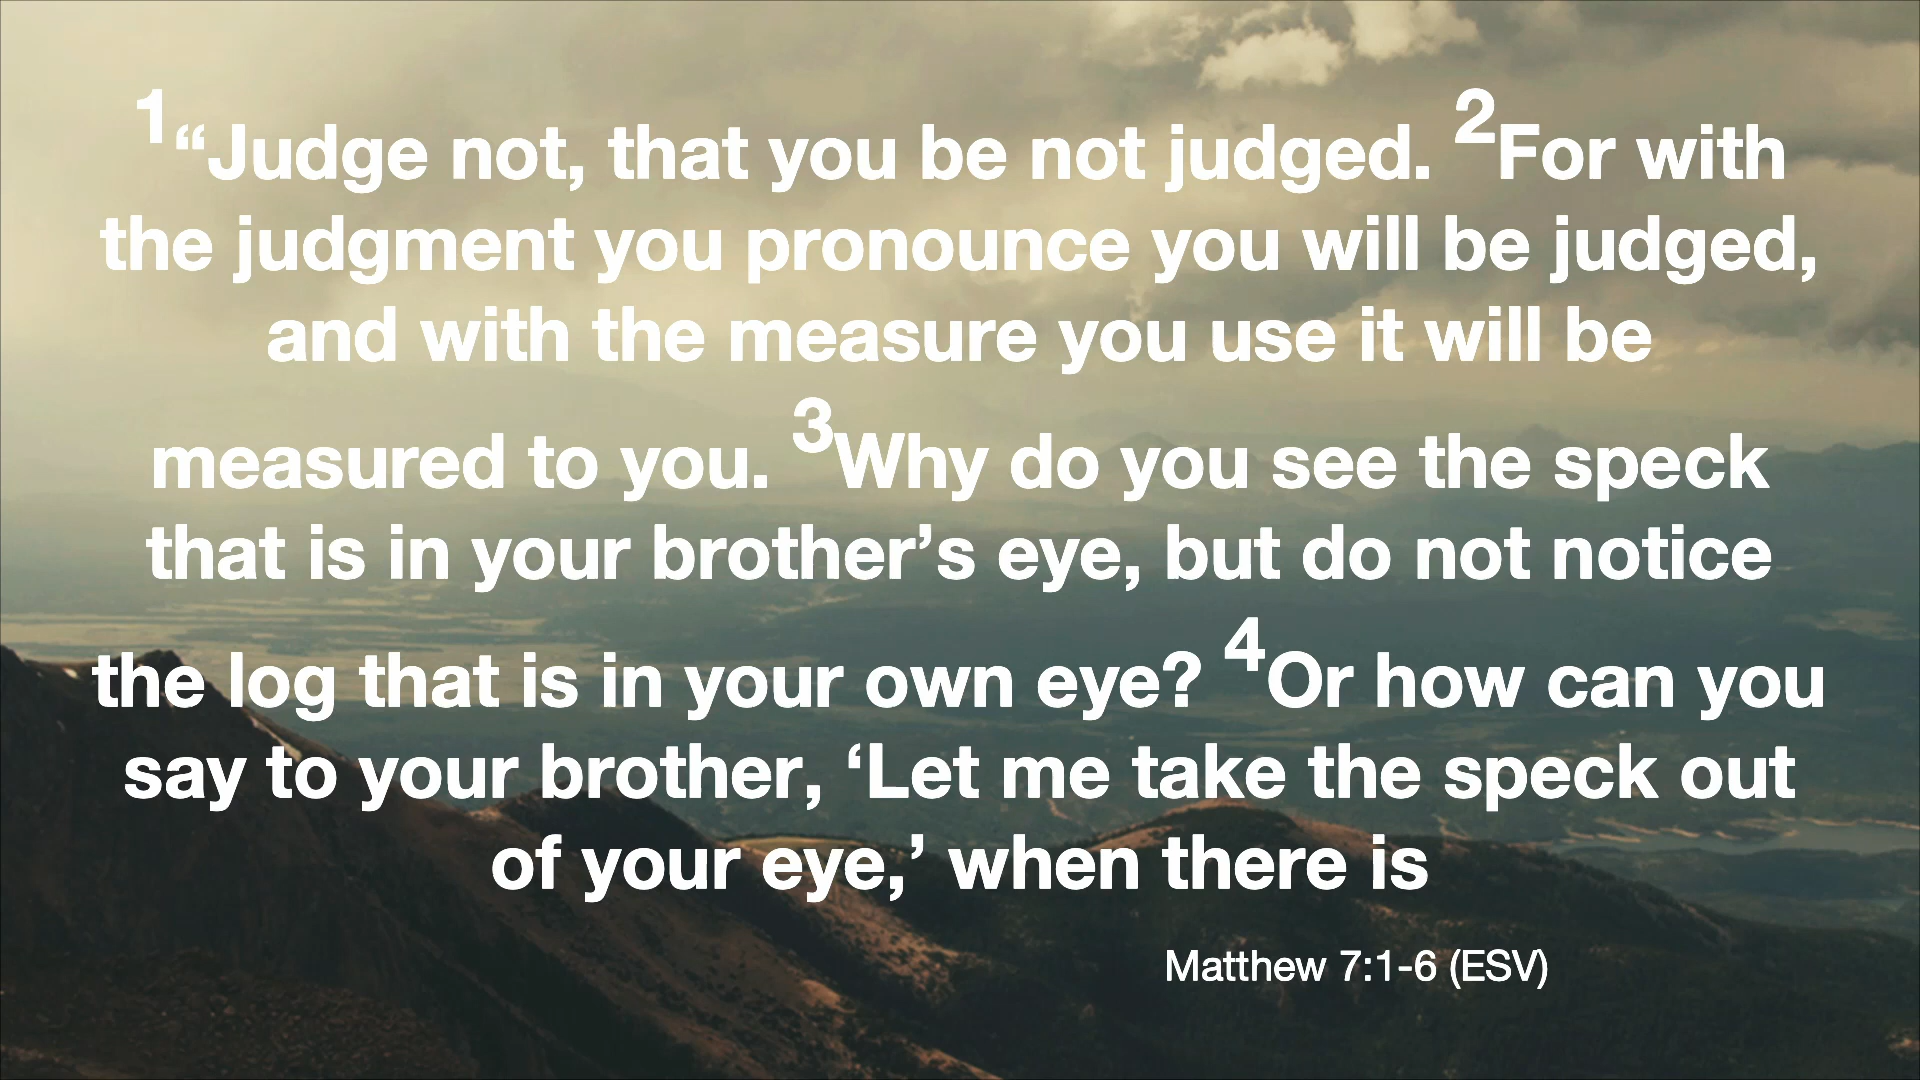 1“Judge not, that you be not judged. 2For with
the judgment you pronounce you will be judged,
and with the measure you use it will be
measured to you. 3Why do you see the speck
that is in your brother’s eye, but do not notice
the log that is in your own eye? 4Or how can you
say to your brother, ‘Let me take the speck out
of your eye,’ when there is
Matthew 7:1-6 (ESV)